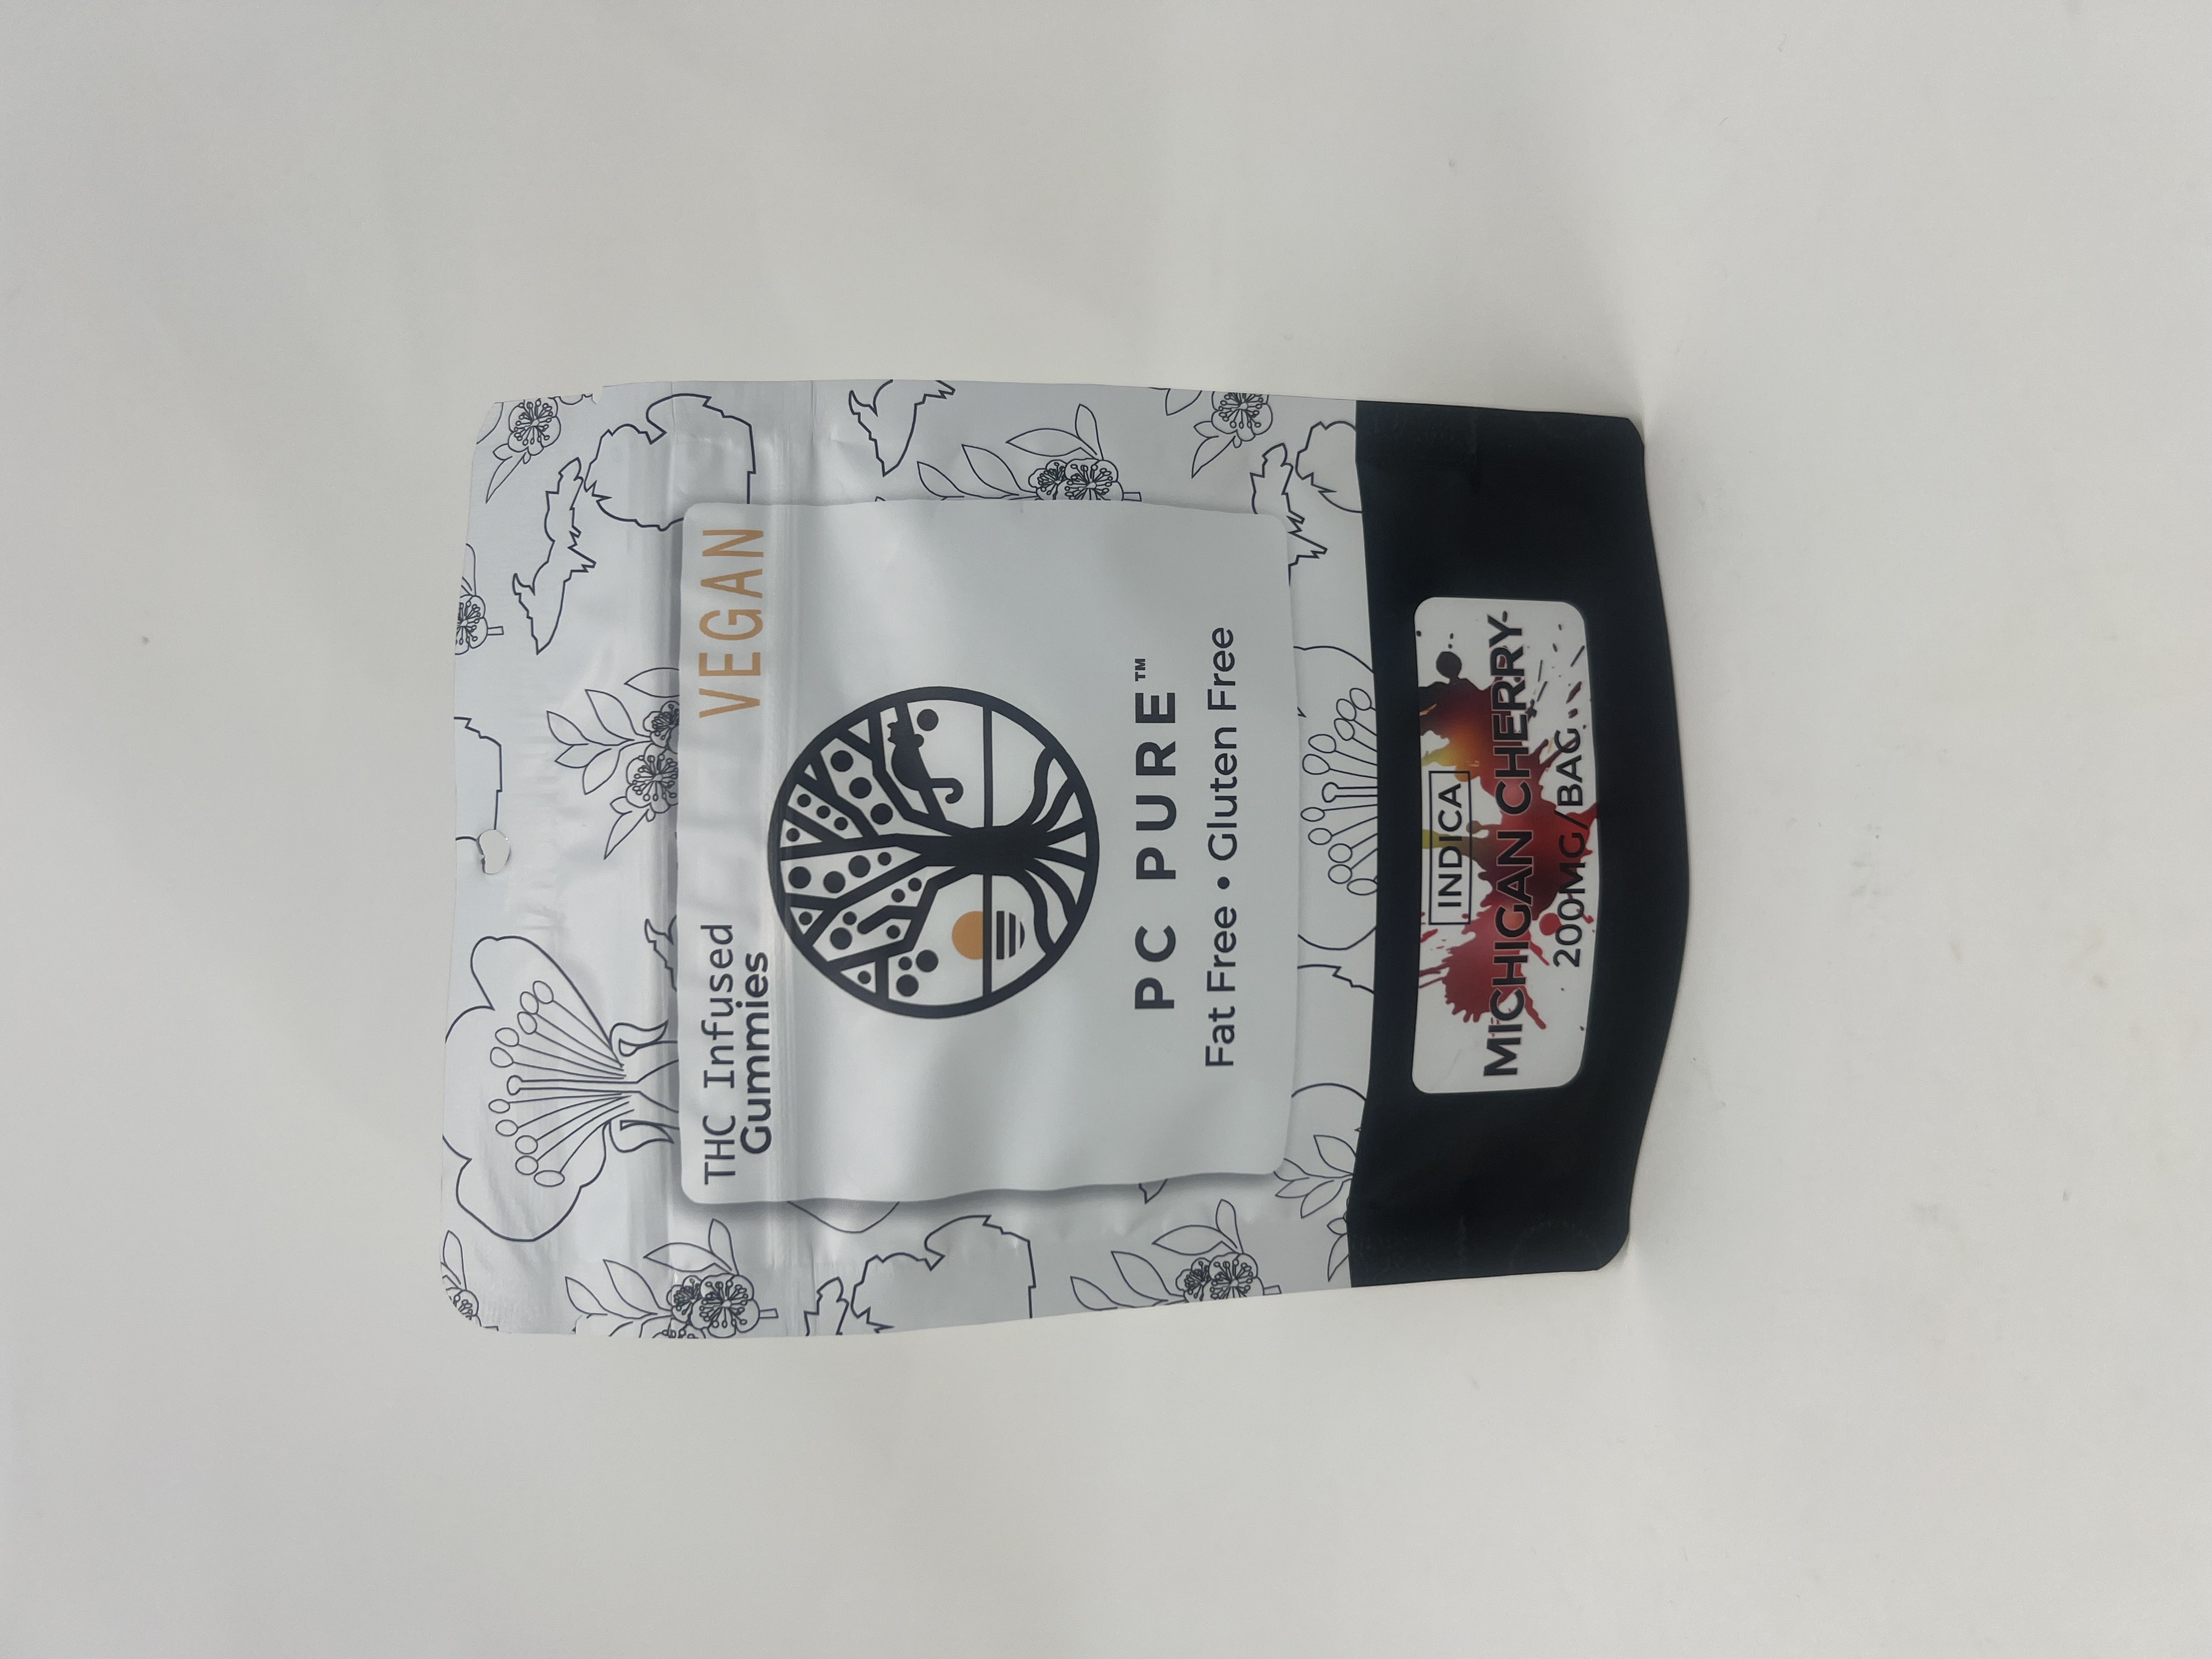 THC Infused
Gummies
VEGAN
PC PURE™
Fat Free • Gluten Free
INDICA
MICHIGAN CHERRY-
200MG/BAG